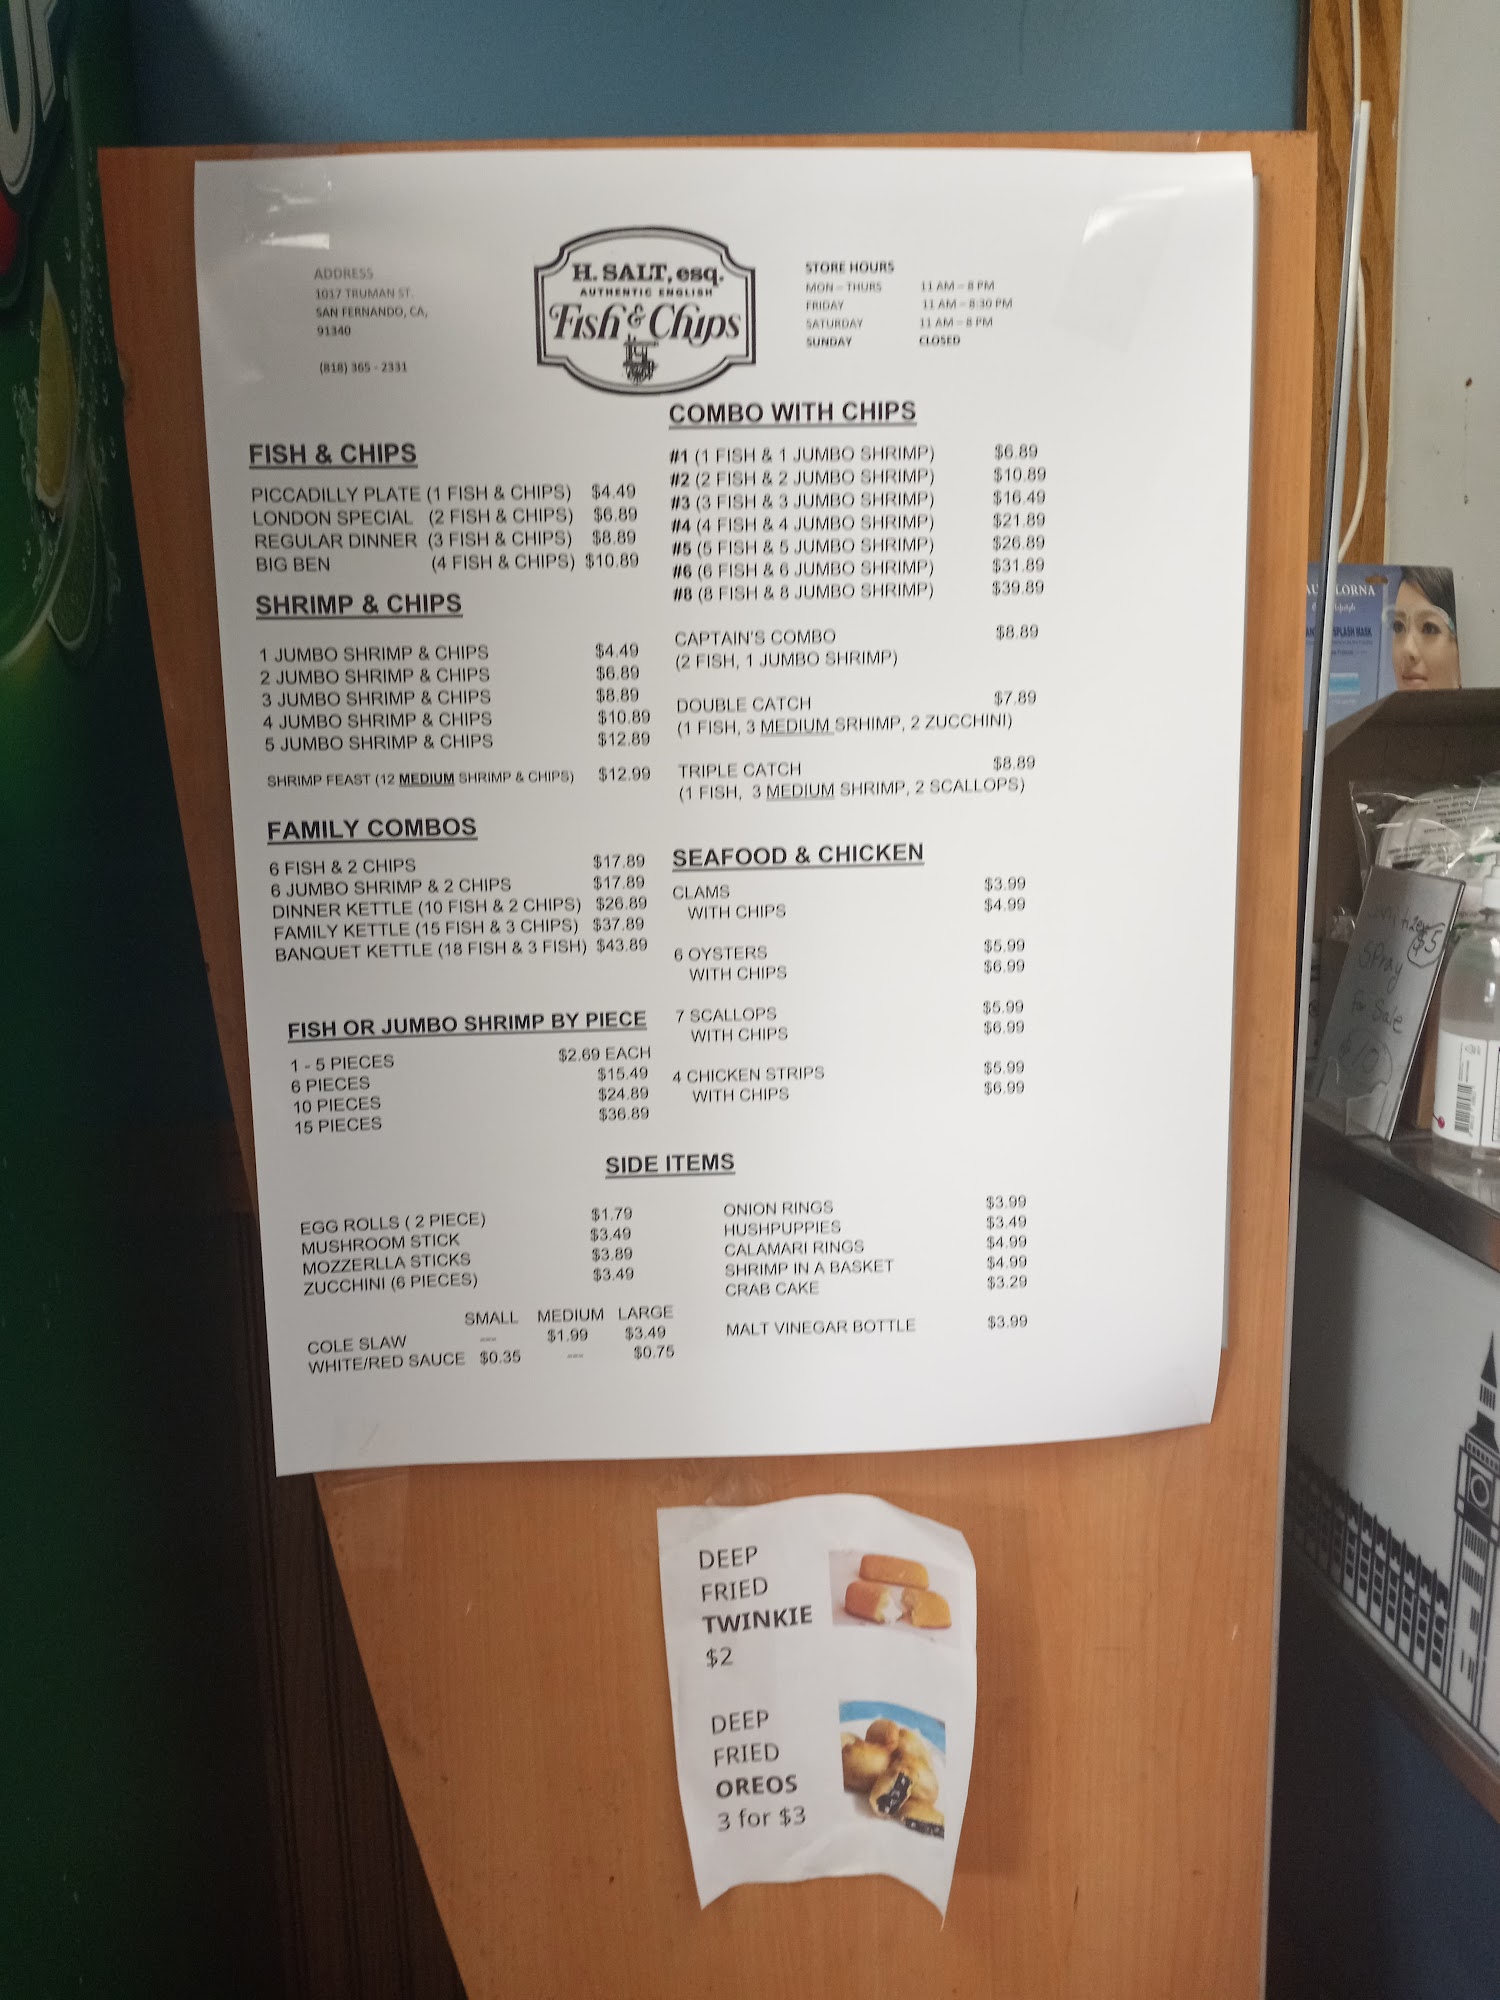 ADDRESS
1017 TRUMAN ST.
SAN FERNANDO, CA,
91340
(818) 365 - 2331
H. SALT, esq.
AUTHENTIC ENGLISH
Fish & Chips
STORE HOURS
MON – THURS 11 AM – 8 PM
FRIDAY 11 AM – 8:30 PM
SATURDAY 11 AM – 8 PM
SUNDAY CLOSED
FISH & CHIPS
PICCADILLY PLATE (1 FISH & CHIPS) $4.49
LONDON SPECIAL (2 FISH & CHIPS) $6.89
REGULAR DINNER (3 FISH & CHIPS) $8.89
BIG BEN (4 FISH & CHIPS) $10.89
SHRIMP & CHIPS
1 JUMBO SHRIMP & CHIPS $4.49
2 JUMBO SHRIMP & CHIPS $6.89
3 JUMBO SHRIMP & CHIPS $8.89
4 JUMBO SHRIMP & CHIPS $10.89
5 JUMBO SHRIMP & CHIPS $12.89
SHRIMP FEAST (12 MEDIUM SHRIMP & CHIPS) $12.99
FAMILY COMBOS
6 FISH & 2 CHIPS $17.89
6 JUMBO SHRIMP & 2 CHIPS $17.89
DINNER KETTLE (10 FISH & 2 CHIPS) $26.89
FAMILY KETTLE (15 FISH & 3 CHIPS) $37.89
BANQUET KETTLE (18 FISH & 3 FISH) $43.89
FISH OR JUMBO SHRIMP BY PIECE
1 - 5 PIECES $2.69 EACH
6 PIECES $15.49
10 PIECES $24.89
15 PIECES $36.89
COMBO WITH CHIPS
#1 (1 FISH & 1 JUMBO SHRIMP) $6.89
#2 (2 FISH & 2 JUMBO SHRIMP) $10.89
#3 (3 FISH & 3 JUMBO SHRIMP) $16.49
#4 (4 FISH & 4 JUMBO SHRIMP) $21.89
#5 (5 FISH & 5 JUMBO SHRIMP) $26.89
#6 (6 FISH & 6 JUMBO SHRIMP) $31.89
#8 (8 FISH & 8 JUMBO SHRIMP) $39.89
CAPTAIN'S COMBO $8.89
(2 FISH, 1 JUMBO SHRIMP)
DOUBLE CATCH $7.89
(1 FISH, 3 MEDIUM SRHIMP, 2 ZUCCHINI)
TRIPLE CATCH $8.89
(1 FISH, 3 MEDIUM SHRIMP, 2 SCALLOPS)
SEAFOOD & CHICKEN
CLAMS $3.99
WITH CHIPS $4.99
6 OYSTERS $5.99
WITH CHIPS $6.99
7 SCALLOPS $5.99
WITH CHIPS $6.99
4 CHICKEN STRIPS $5.99
WITH CHIPS $6.99
SIDE ITEMS
EGG ROLLS ( 2 PIECE) $1.79
MUSHROOM STICK $3.49
MOZZERLLA STICKS $3.89
ZUCCHINI (6 PIECES) $3.49
SMALL MEDIUM LARGE
COLE SLAW --- $1.99 $3.49
WHITE/RED SAUCE $0.35 --- $0.75
ONION RINGS $3.99
HUSHPUPPIES $3.49
CALAMARI RINGS $4.99
SHRIMP IN A BASKET $4.99
CRAB CAKE $3.29
MALT VINEGAR BOTTLE $3.99
DEEP
FRIED
TWINKIE
$2
DEEP
FRIED
OREOS
3 for $3
LORNA
SPLASH MASK
$5
Spray
For Sale